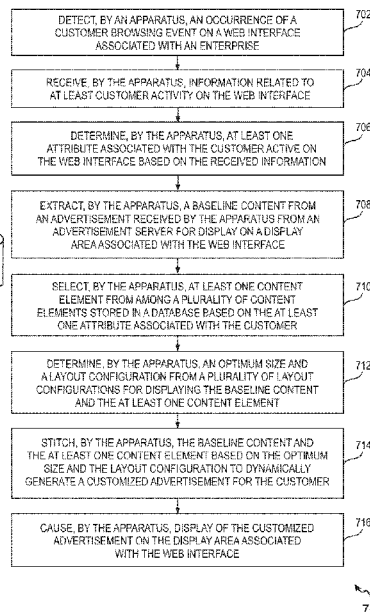 DETECT, BY AN APPARATUS, AN OCCURRENCE OF A
CUSTOMER BROWSING EVENT ON A WEB INTERFACE
ASSOCIATED WITH AN ENTERPRISE
702
RECEIVE, BY THE APPARATUS, INFORMATION RELATED TO
AT LEAST CUSTOMER ACTIVITY ON THE WEB INTERFACE
704
DETERMINE, BY THE APPARATUS, AT LEAST ONE
ATTRIBUTE ASSOCIATED WITH THE CUSTOMER ACTIVE ON
THE WEB INTERFACE BASED ON THE RECEIVED INFORMATION
706
EXTRACT, BY THE APPARATUS, A BASELINE CONTENT FROM
AN ADVERTISEMENT RECEIVED BY THE APPARATUS FROM AN
ADVERTISEMENT SERVER FOR DISPLAY ON A DISPLAY
AREA ASSOCIATED WITH THE WEB INTERFACE
708
SELECT, BY THE APPARATUS, AT LEAST ONE CONTENT
ELEMENT FROM AMONG A PLURALITY OF CONTENT
ELEMENTS STORED IN A DATABASE BASED ON THE AT LEAST
ONE ATTRIBUTE ASSOCIATED WITH THE CUSTOMER
710
DETERMINE, BY THE APPARATUS, AN OPTIMUM SIZE AND
A LAYOUT CONFIGURATION FROM A PLURALITY OF LAYOUT
CONFIGURATIONS FOR DISPLAYING THE BASELINE CONTENT
AND THE AT LEAST ONE CONTENT ELEMENT
712
STITCH, BY THE APPARATUS, THE BASELINE CONTENT AND
THE AT LEAST ONE CONTENT ELEMENT BASED ON THE OPTIMUM
SIZE AND THE LAYOUT CONFIGURATION TO DYNAMICALLY
GENERATE A CUSTOMIZED ADVERTISEMENT FOR THE CUSTOMER
714
CAUSE, BY THE APPARATUS, DISPLAY OF THE CUSTOMIZED
ADVERTISEMENT ON THE DISPLAY AREA ASSOCIATED
WITH THE WEB INTERFACE
716